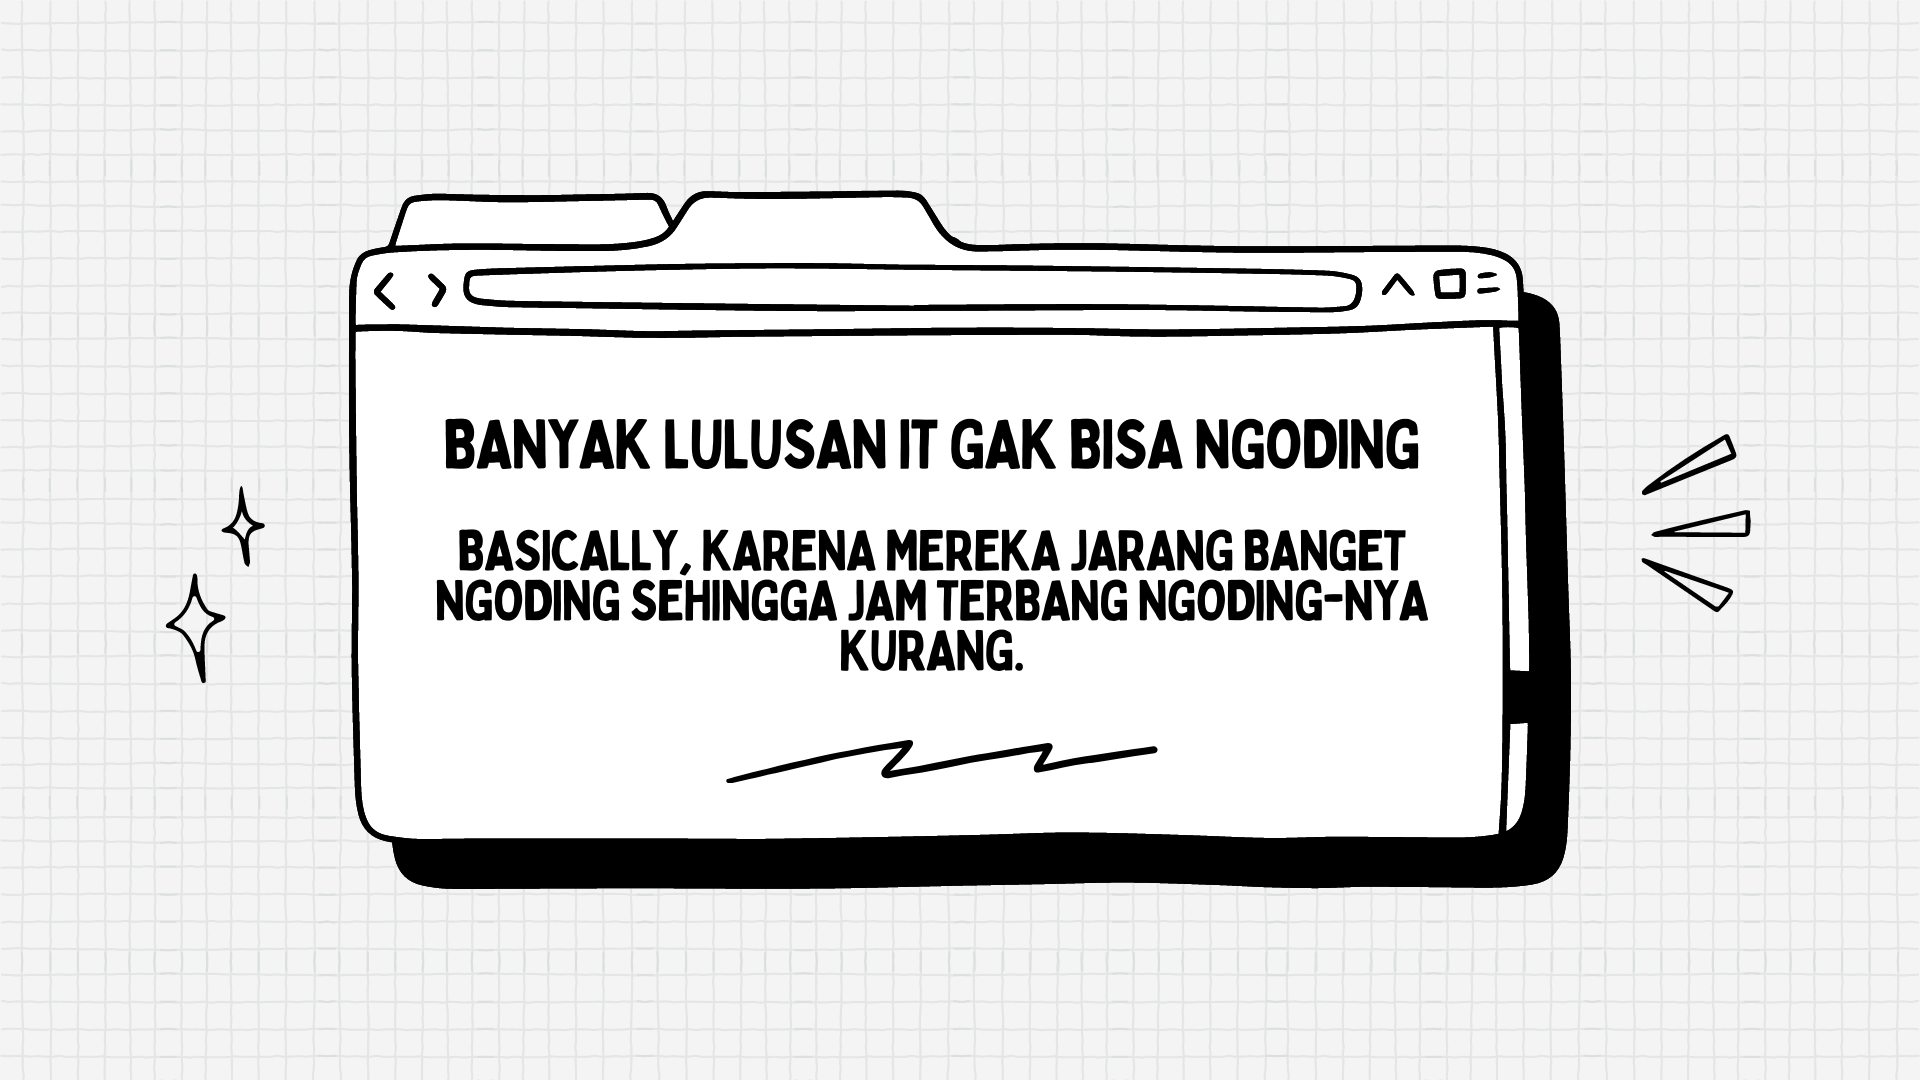 BANYAK LULUSAN IT GAK BISA NGODING
BASICALLY, KARENA MEREKA JARANG BANGET
NGODING SEHINGGA JAM TERBANG NGODING-NYA
KURANG.